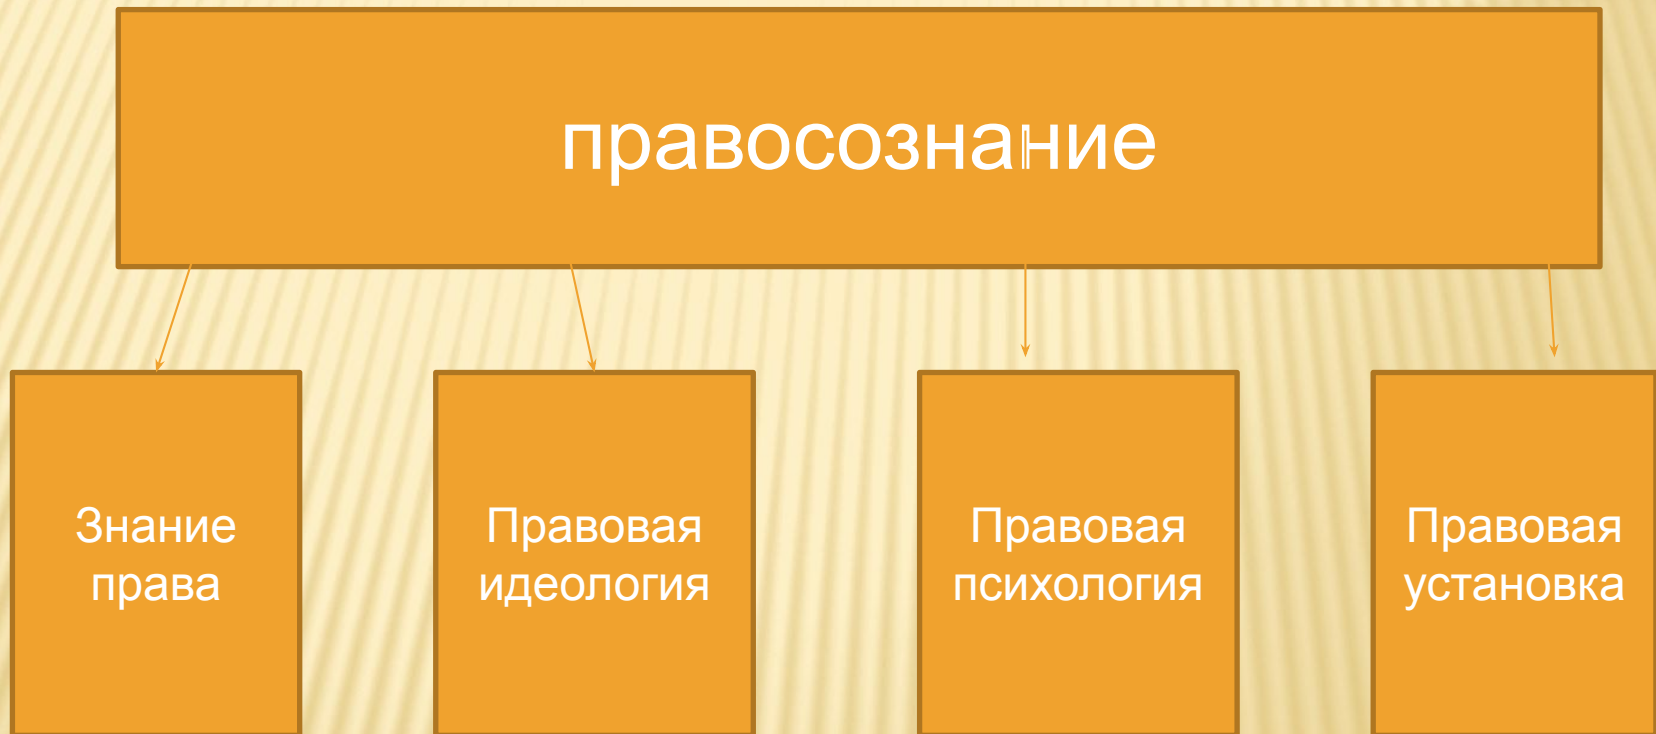 правосознание
Знание
права
Правовая
идеология
Правовая
психология
Правовая
установка